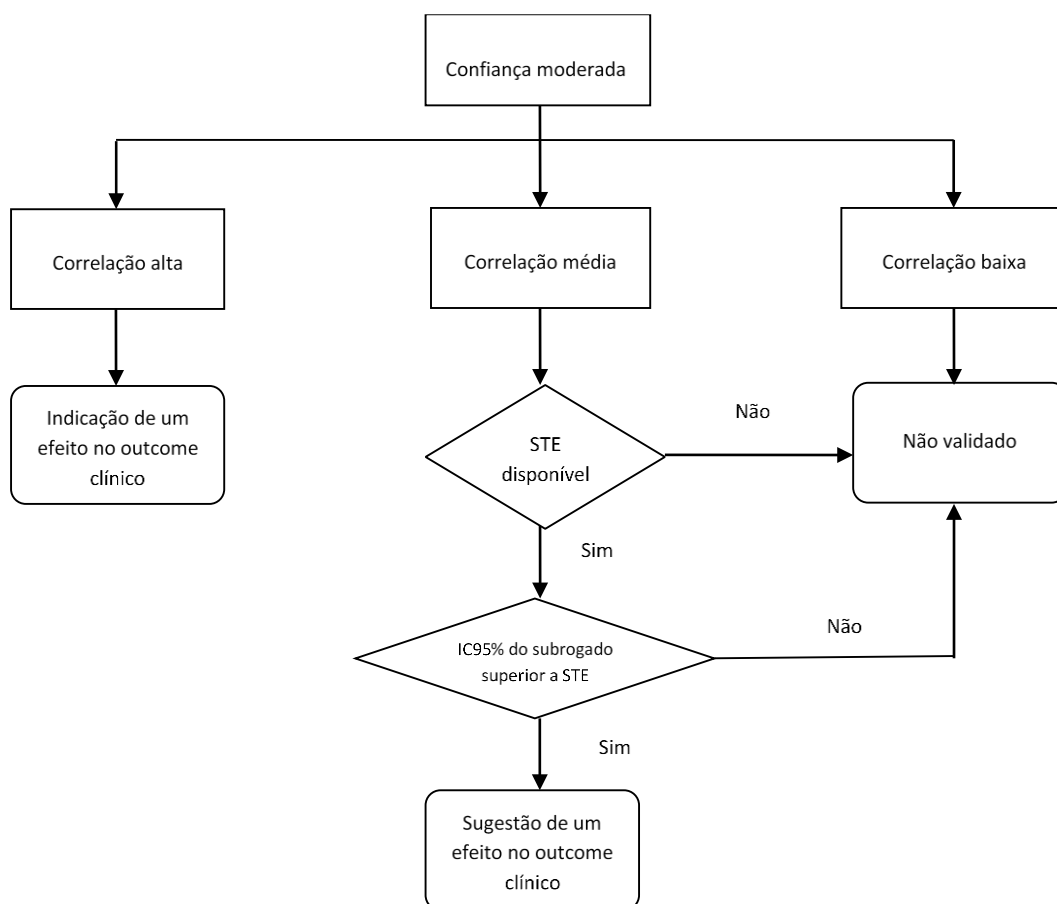 Confiança moderada
Correlação alta
Correlação média
Correlação baixa
Indicação de um
efeito no outcome
clínico
Não
STE
disponível
Não validado
Sim
Não
IC95% do subrogado
superior a STE
Sim
Sugestão de um
efeito no outcome
clínico